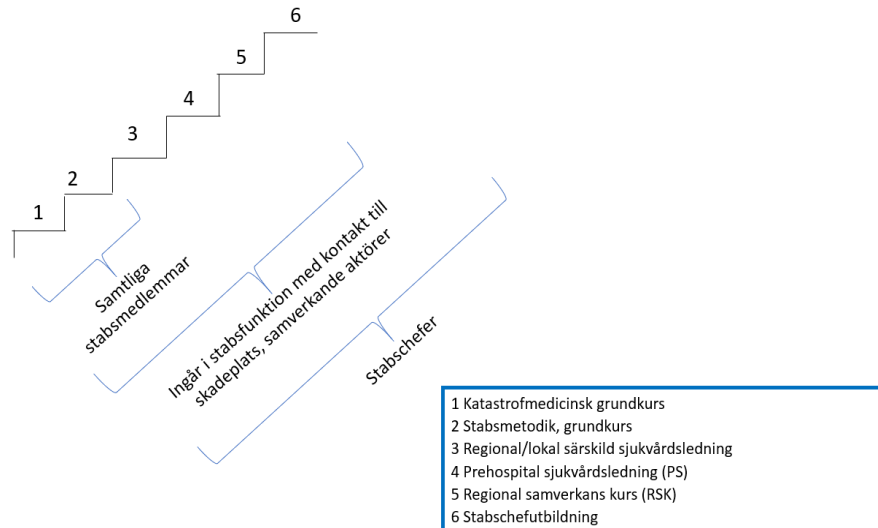 6
5
4
3
2
1
Samtliga
stabsmedlemmar
Ingår i stabsfunktion med kontakt till
skadeplats, samverkande aktörer
Stabschefer
1 Katastrofmedicinsk grundkurs
2 Stabsmetodik, grundkurs
3 Regional/lokal särskild sjukvårdsledning
4 Prehospital sjukvårdsledning (PS)
5 Regional samverkans kurs (RSK)
6 Stabschefutbildning